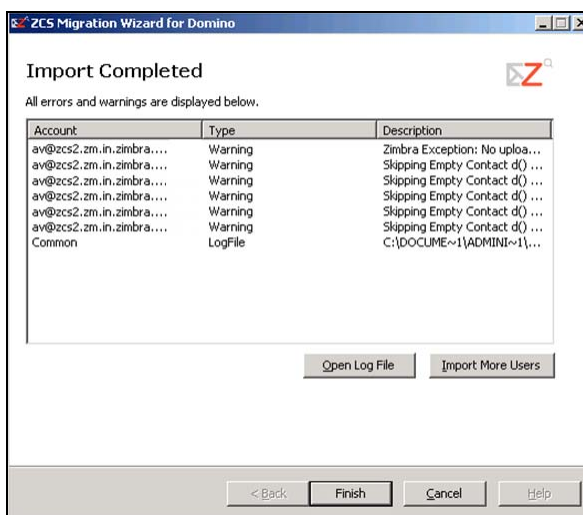 ZCS Migration Wizard for Domino
Import Completed
All errors and warnings are displayed below.
Account Type Description
av@zcs2.zm.in.zimbra.... Warning Zimbra Exception: No uploa...
av@zcs2.zm.in.zimbra.... Warning Skipping Empty Contact d() ...
av@zcs2.zm.in.zimbra.... Warning Skipping Empty Contact d() ...
av@zcs2.zm.in.zimbra.... Warning Skipping Empty Contact d() ...
av@zcs2.zm.in.zimbra.... Warning Skipping Empty Contact d() ...
av@zcs2.zm.in.zimbra.... Warning Skipping Empty Contact d() ...
Common LogFile C:\DOCUME~1\ADMINI~1\...
Open Log File Import More Users
< Back Finish Cancel Help